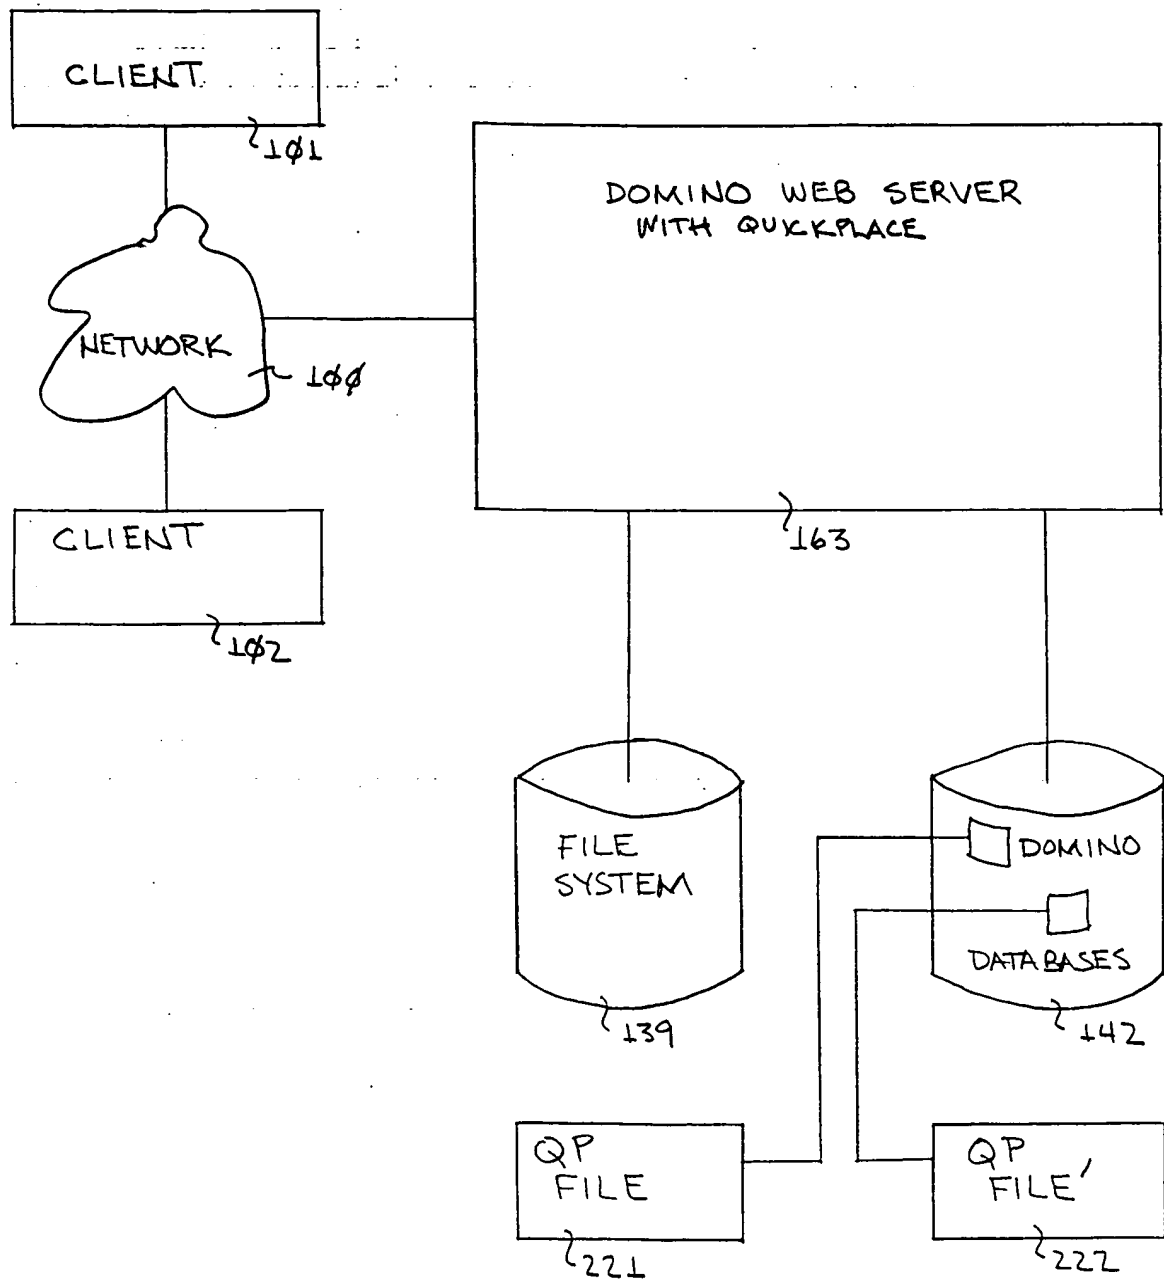 CLIENT
101
DOMINO WEB SERVER
WITH QUICKPLACE
NETWORK
100
CLIENT
163
102
FILE
SYSTEM
DOMINO
DATABASES
139
142
QP
FILE
QP
FILE'
221
222